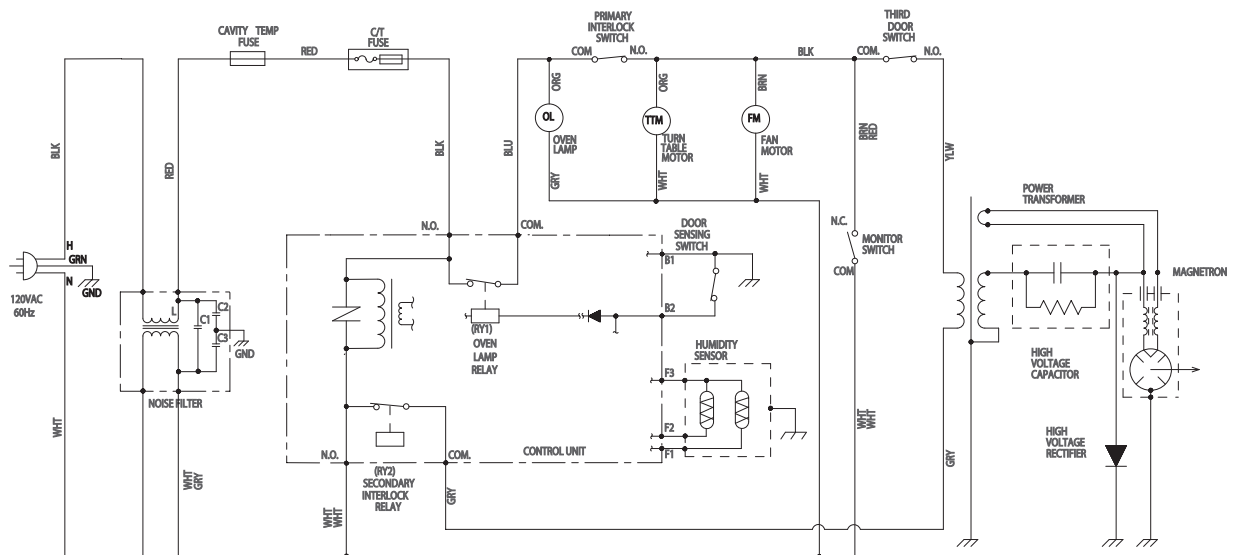 CAVITY TEMP
FUSE
RED
C/T
FUSE
PRIMARY
INTERLOCK
SWITCH
COM
N.O.
BLK
THIRD
DOOR
SWITCH
COM.
N.O.
ORG
ORG
BRN
OL
OVEN
LAMP
TTM
TURN
TABLE
MOTOR
FM
FAN
MOTOR
BLK
RED
BLK
BLU
GRY
WHT
WHT
BRN
RED
YLW
POWER
TRANSFORMER
N.O.
COM.
DOOR
SENSING
SWITCH
N.C.
MONITOR
SWITCH
COM
H
GRN
N
GND
120VAC
60Hz
B1
B2
L
C1
C2
C3
GND
NOISE FILTER
(RY1)
OVEN
LAMP
RELAY
HUMIDITY
SENSOR
F3
F2
F1
MAGNETRON
HIGH
VOLTAGE
CAPACITOR
HIGH
VOLTAGE
RECTIFIER
N.O.
(RY2)
SECONDARY
INTERLOCK
RELAY
COM.
CONTROL UNIT
WHT
WHT
GRY
WHT
WHT
GRY
WHT
WHT
GRY